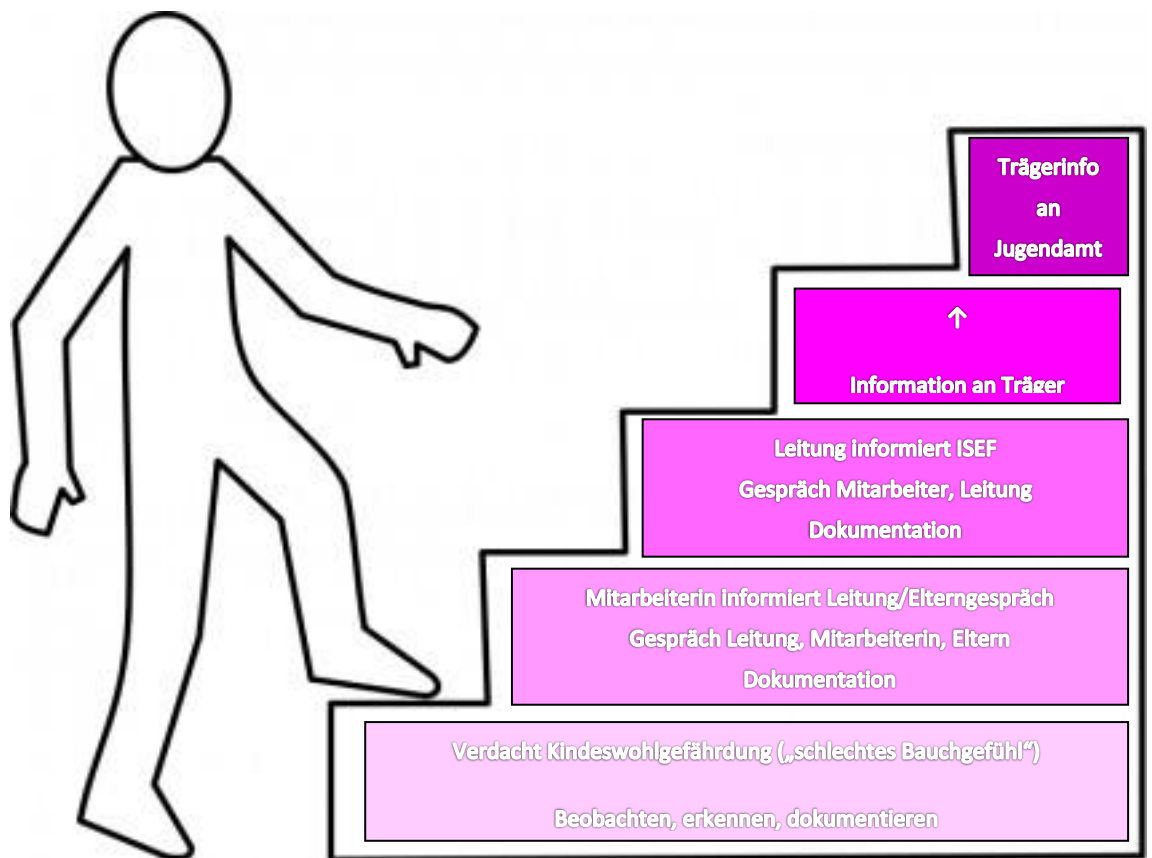 Trägerinfo
an
Jugendamt
↑
Information an Träger
Leitung informiert ISEF
Gespräch Mitarbeiter, Leitung
Dokumentation
Mitarbeiterin informiert Leitung/Elterngespräch
Gespräch Leitung, Mitarbeiterin, Eltern
Dokumentation
Verdacht Kindeswohlgefährdung („schlechtes Bauchgefühl“)
Beobachten, erkennen, dokumentieren